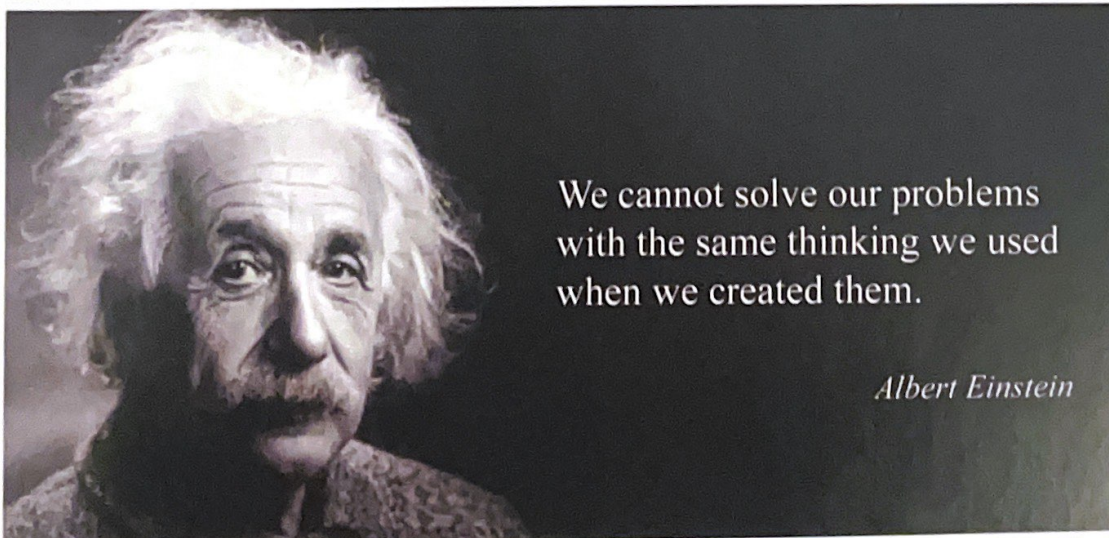 We cannot solve our problems
with the same thinking we used
when we created them.
Albert Einstein